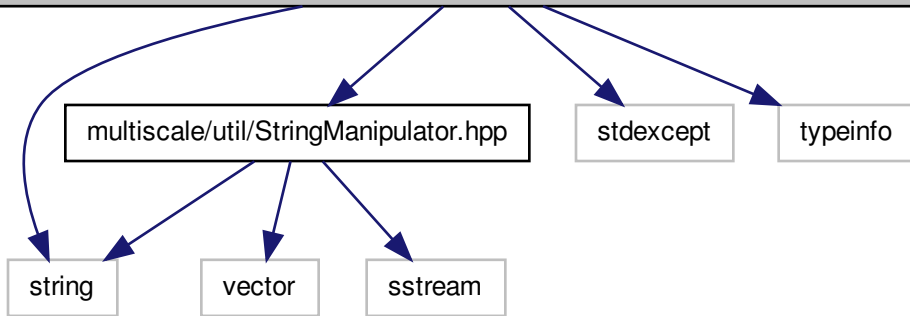 multiscale/util/StringManipulator.hpp
stdexcept
typeinfo
string
vector
sstream